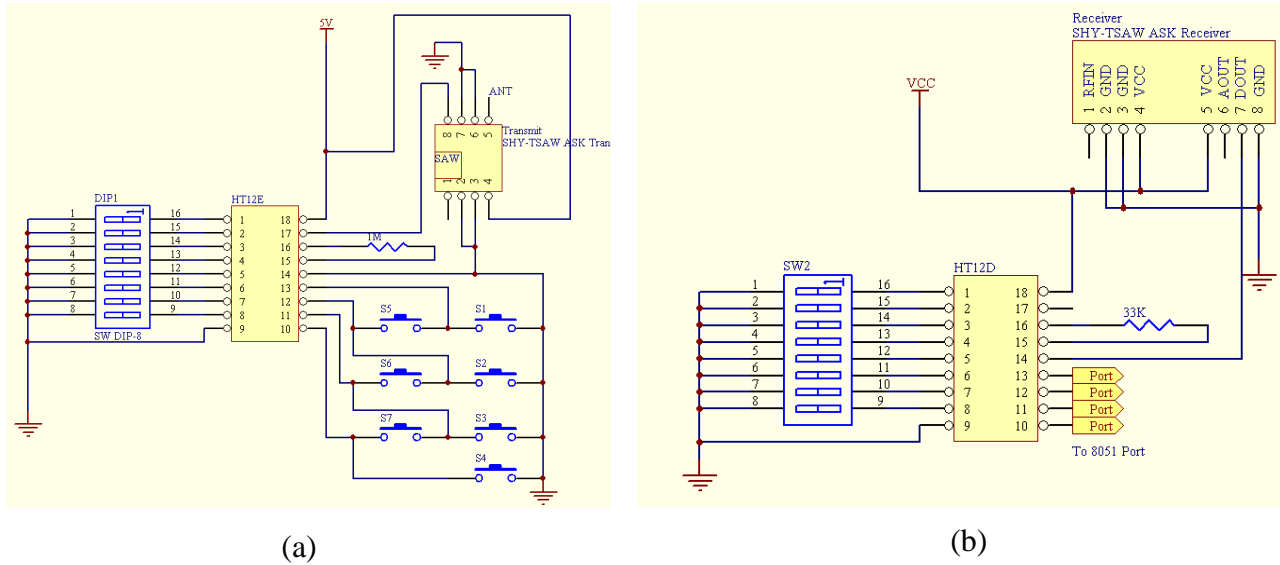 5V
ANT
8 7 6 5
Transmit
SHY-TSAW ASK Tran
SAW
1 2 3 4
DIP1
HT12E
1 16 1 18
2 15 2 17
1M
3 14 3 16
4 13 4 15
5 12 5 14
6 11 6 13
7 10 7 12
8 9 8 11
9 10
SW DIP-8
S5 S1
S6 S2
S7 S3
S4
(a)
Receiver
SHY-TSAW ASK Receiver
1 RFIN
2 GND
3 GND
4 VCC
5 VCC
6 AOUT
7 DOUT
8 GND
VCC
SW2
HT12D
1 16 1 18
2 15 2 17
33K
3 14 3 16
4 13 4 15
5 12 5 14
6 11 6 13 Port
7 10 7 12 Port
8 9 8 11 Port
9 10 Port
To 8051 Port
(b)